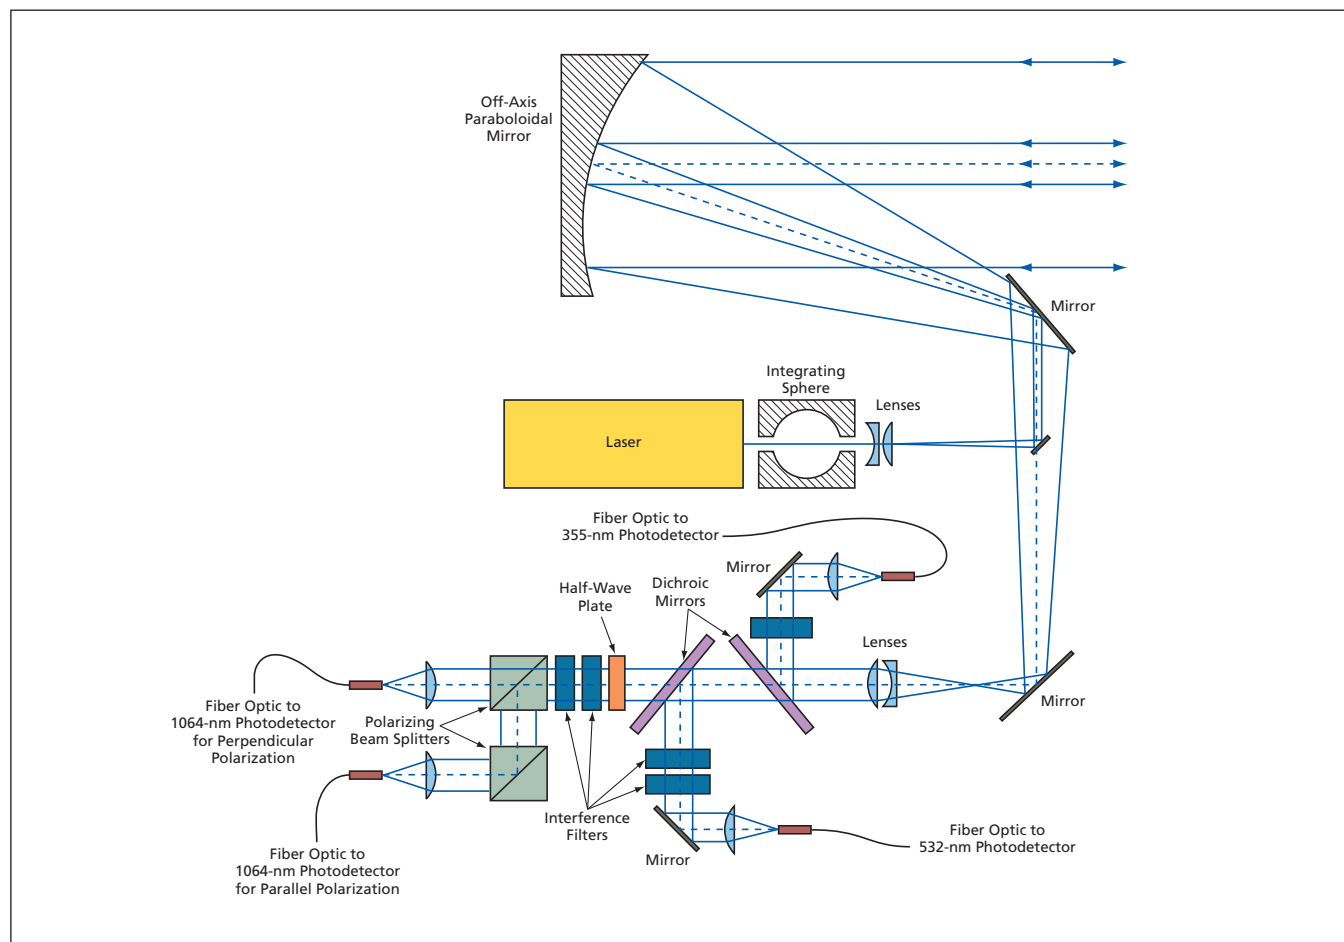 Off-Axis
Paraboloidal
Mirror
Mirror
Integrating
Sphere
Lenses
Laser
Fiber Optic to
355-nm Photodetector
Mirror
Dichroic
Mirrors
Half-Wave
Plate
Lenses
Mirror
Fiber Optic to
1064-nm Photodetector
for Perpendicular
Polarization
Polarizing
Beam Splitters
Interference
Filters
Mirror
Fiber Optic to
532-nm Photodetector
Fiber Optic to
1064-nm Photodetector
for Parallel Polarization